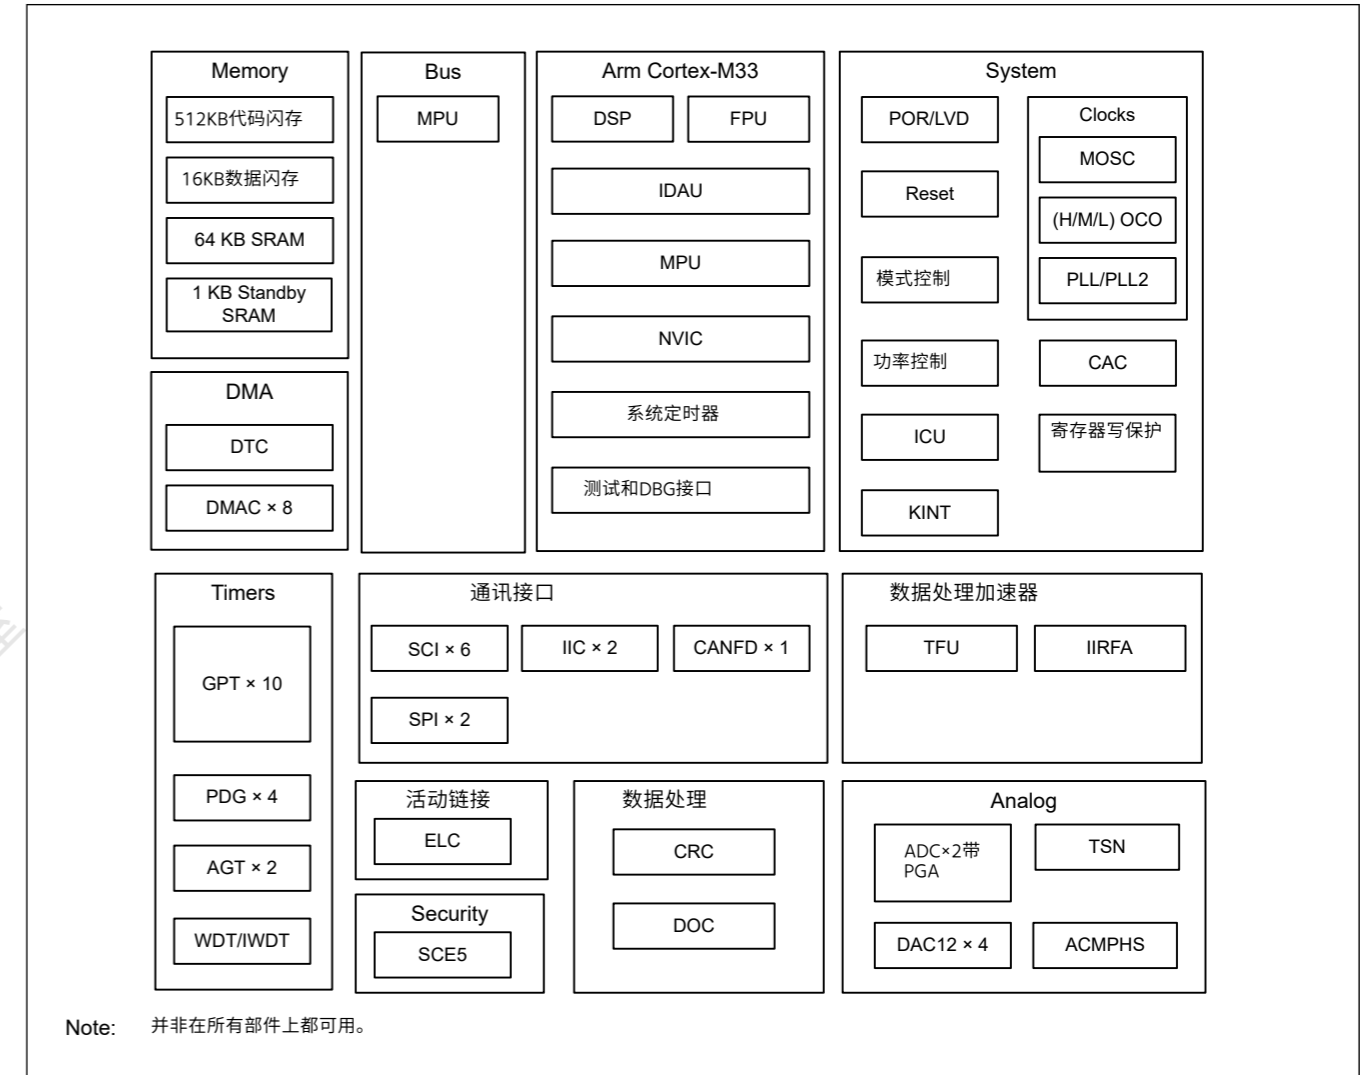 Memory
512KB代码闪存
16KB数据闪存
64 KB SRAM
1 KB Standby
SRAM
DMA
DTC
DMAC × 8
Bus
MPU
Arm Cortex-M33
DSP
FPU
IDAU
MPU
NVIC
系统定时器
测试和DBG接口
System
POR/LVD
Reset
模式控制
功率控制
ICU
KINT
Clocks
MOSC
(H/M/L) OCO
PLL/PLL2
CAC
寄存器写保护
Timers
GPT × 10
PDG × 4
AGT × 2
WDT/IWDT
通讯接口
SCI × 6
IIC × 2
CANFD × 1
SPI × 2
数据处理加速器
TFU
IIRFA
活动链接
ELC
Security
SCE5
数据处理
CRC
DOC
Analog
ADC×2带
PGA
TSN
DAC12 × 4
ACMPHS
Note: 并非在所有部件上都可用。